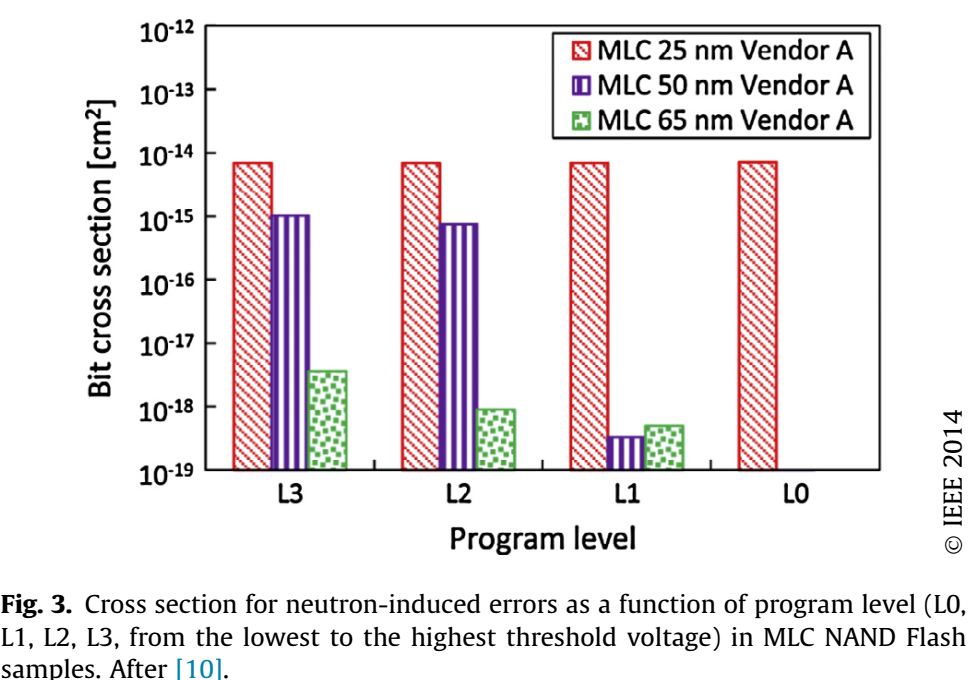 10-12
10-13
10-14
10-15
10-16
10-17
10-18
10-19
Bit cross section [cm2]
MLC 25 nm Vendor A
MLC 50 nm Vendor A
MLC 65 nm Vendor A
L3 L2 L1 L0
Program level
© IEEE 2014
Fig. 3. Cross section for neutron-induced errors as a function of program level (L0,
L1, L2, L3, from the lowest to the highest threshold voltage) in MLC NAND Flash
samples. After [10].